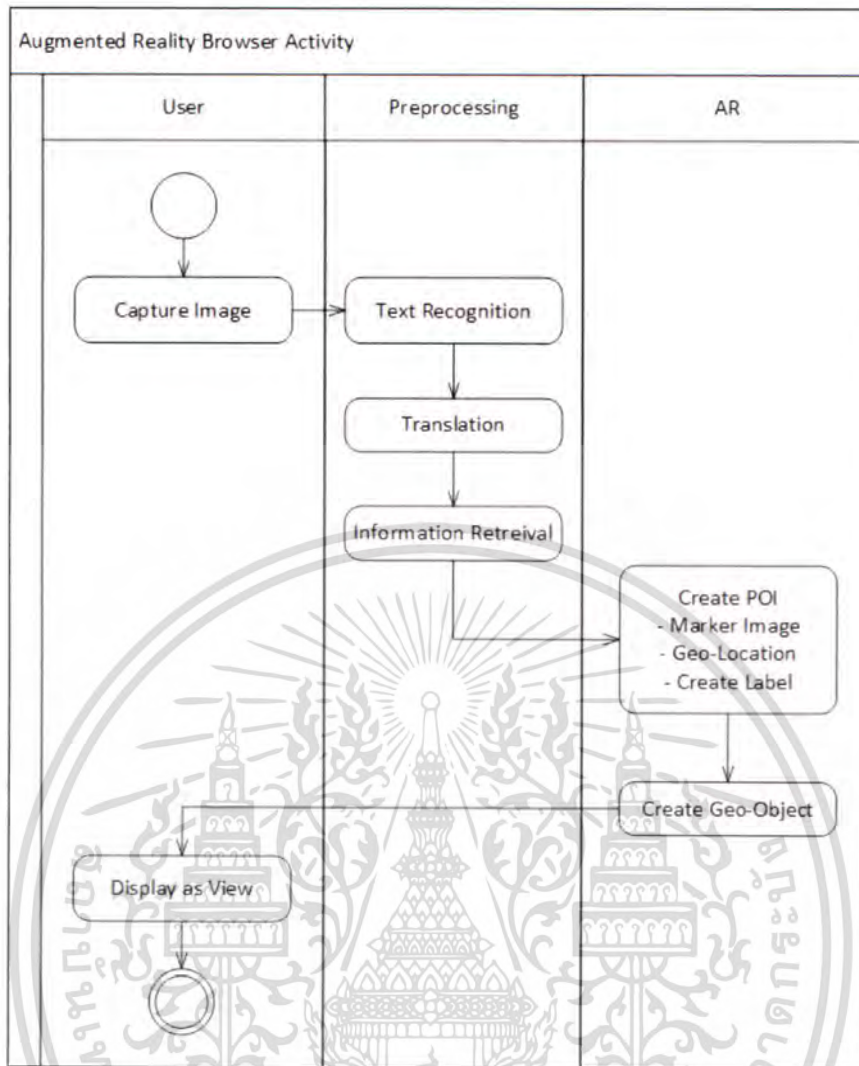 Augmented Reality Browser Activity
User
Preprocessing
AR
Capture Image
Text Recognition
Translation
Information Retreival
Create POI
- Marker Image
- Geo-Location
- Create Label
Create Geo-Object
Display as View